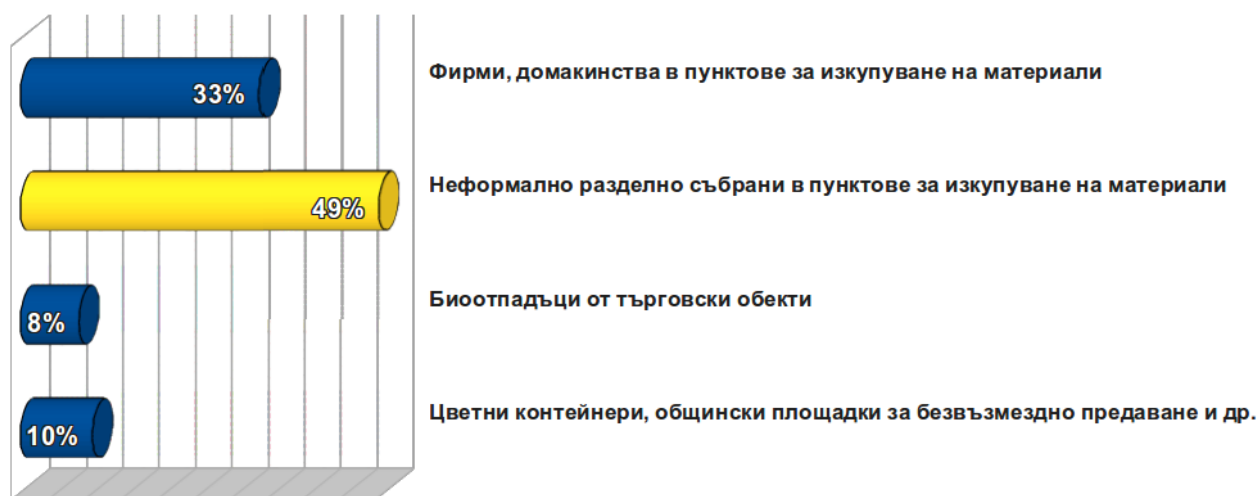 33%
Фирми, домакинства в пунктове за изкупуване на материали
49%
Неформално разделно събрани в пунктове за изкупуване на материали
8%
Биоотпадъци от търговски обекти
10%
Цветни контейнери, общински площадки за безвъзмездно предаване и др.